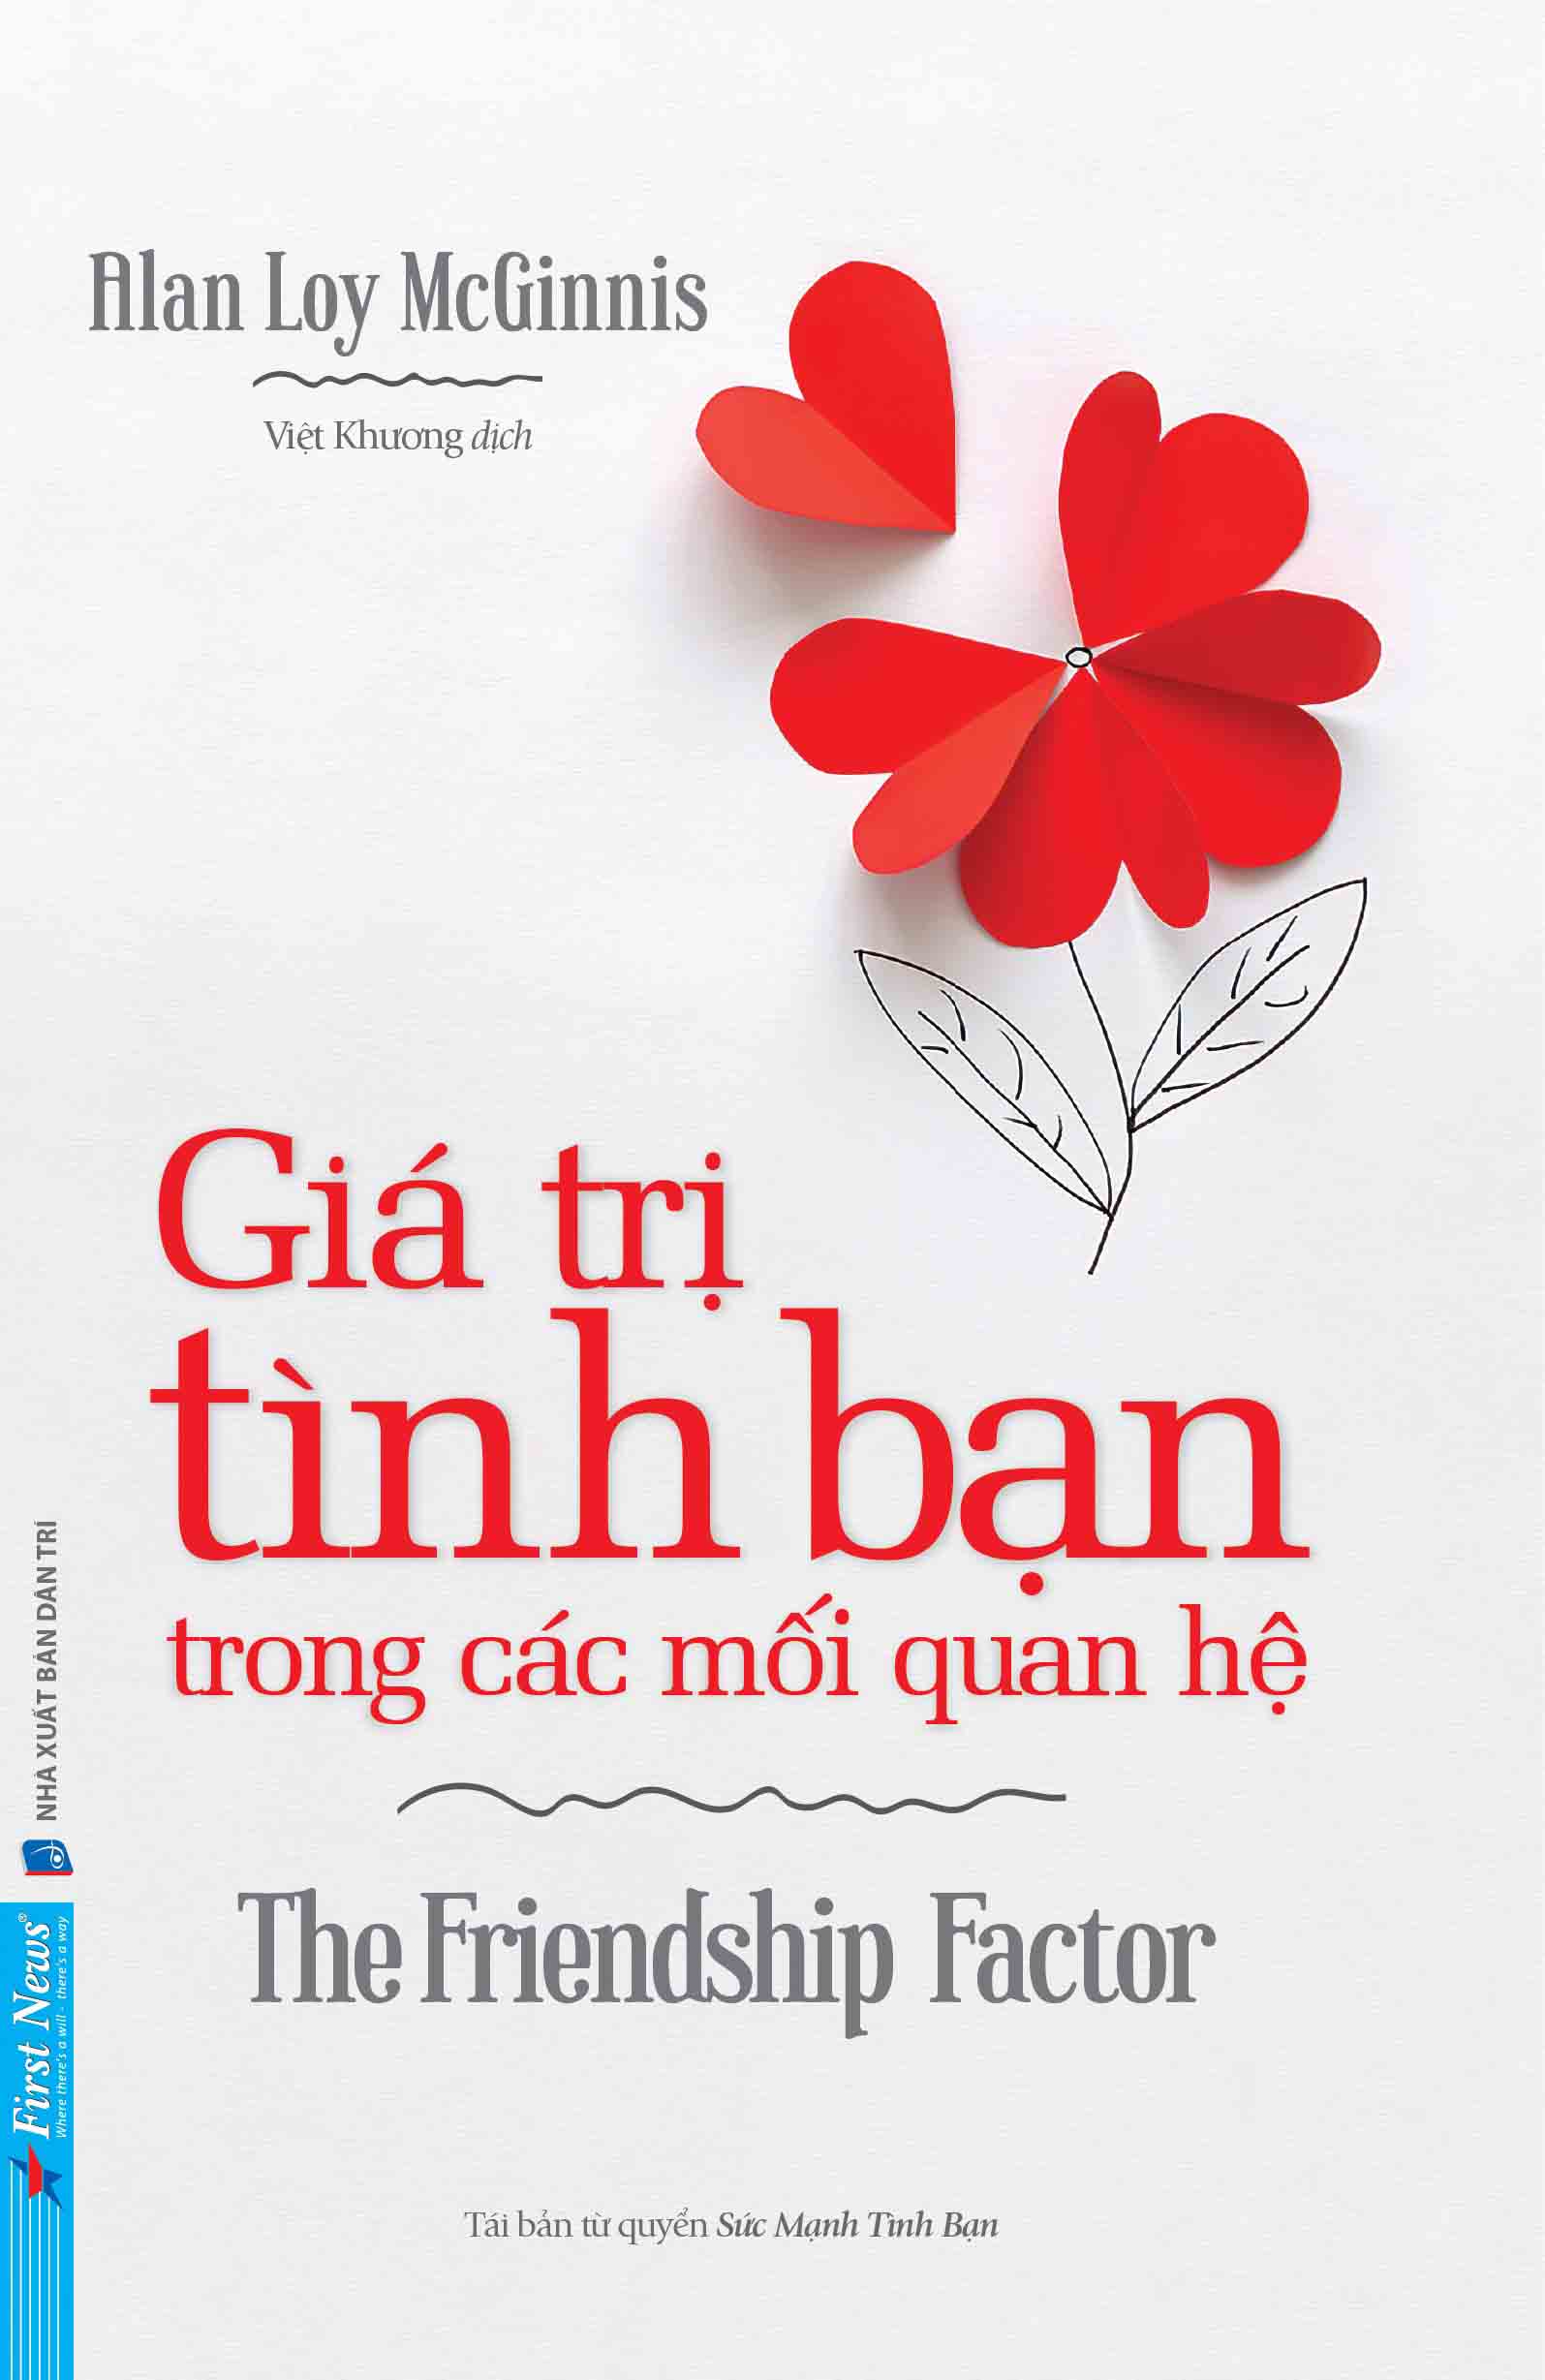 Alan Loy McGinnis
Việt Khương dịch
Giá trị
tình bạn
trong các mối quan hệ
The Friendship Factor
Tái bản từ quyển Sức Mạnh Tình Bạn
NHÀ XUẤT BẢN DÂN TRÍ
First News®
Where there's a will - there's a way